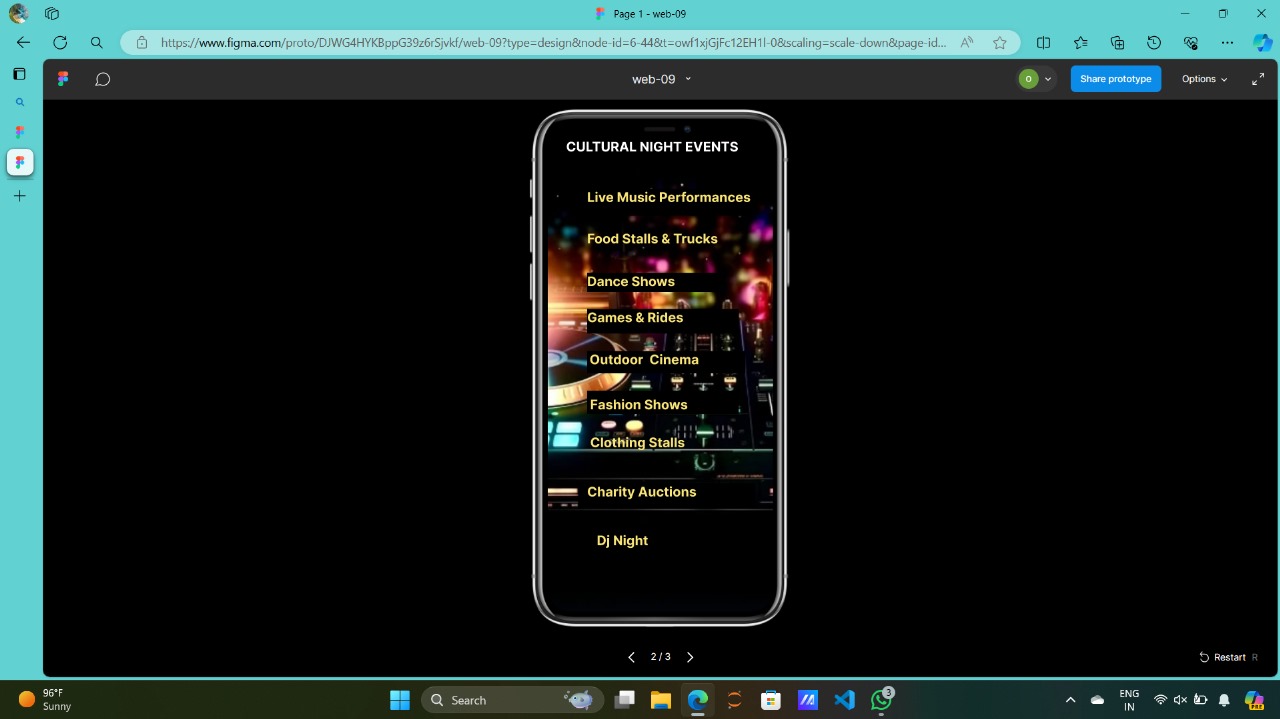 Page 1 - web-09
https://www.figma.com/proto/DJWG4HYKBppG39z6rSjvkf/web-09?type=design&node-id=6-44&t=owf1xjGjFc12EH1l-0&scaling=scale-down&page-id...
web-09
O
Share prototype
Options
CULTURAL NIGHT EVENTS
Live Music Performances
Food Stalls & Trucks
Dance Shows
Games & Rides
Outdoor Cinema
Fashion Shows
Clothing Stalls
Charity Auctions
Dj Night
2 / 3
Restart R
96°F
Sunny
Search
3
ENG
IN
PRE